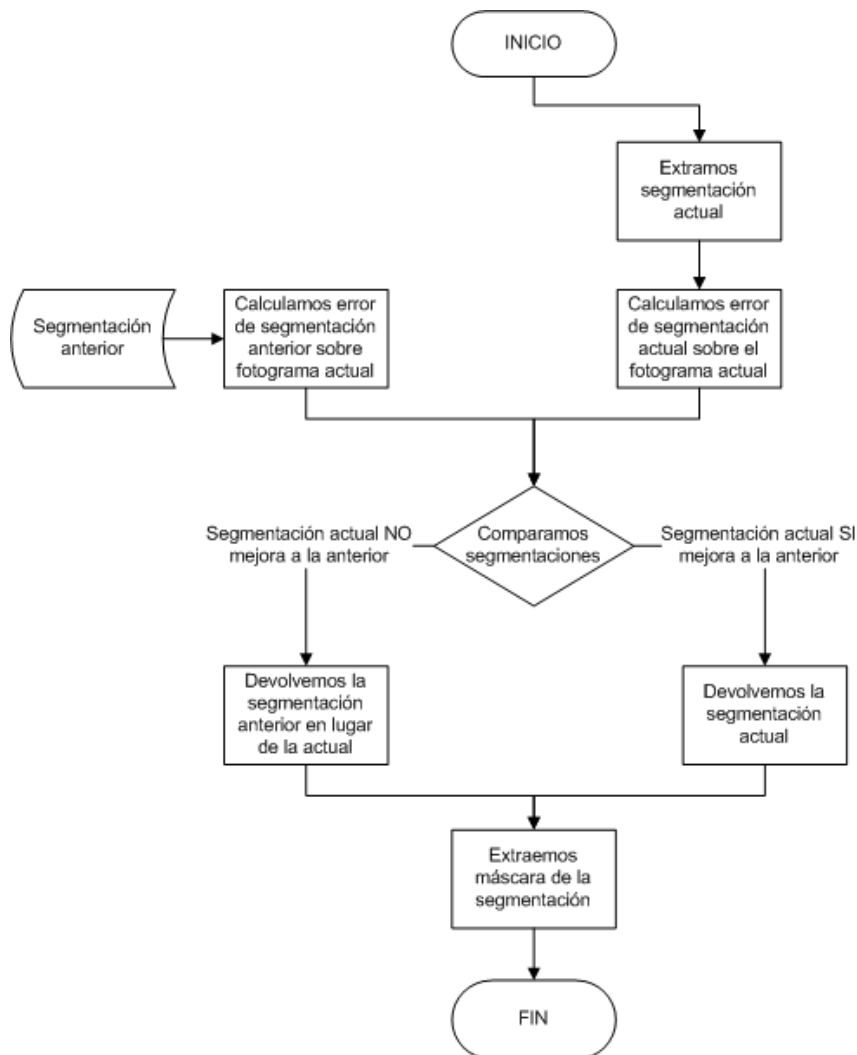 INICIO
Extramos
segmentación
actual
Segmentación
anterior
Calculamos error
de segmentación
anterior sobre
fotograma actual
Calculamos error
de segmentación
actual sobre el
fotograma actual
Comparamos
segmentaciones
Segmentación actual NO
mejora a la anterior
Segmentación actual SI
mejora a la anterior
Devolvemos la
segmentación
anterior en lugar
de la actual
Devolvemos la
segmentación
actual
Extraemos
máscara de la
segmentación
FIN